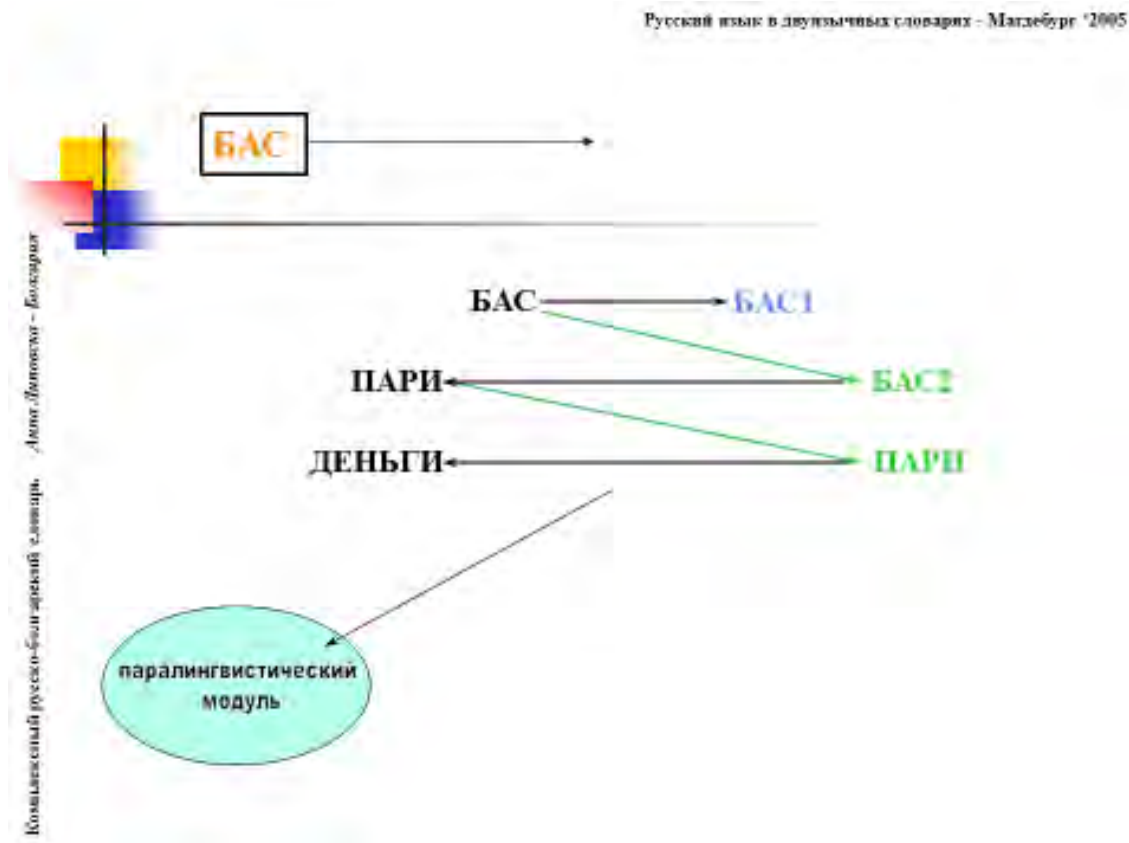 Русский язык в двуязычных словарях - Магдебург '2005
БАС
БАС БАС1
ПАРИ БАС2
ДЕНЬГИ ПАРИ
паралингвистический
модуль
Комплексный русско-болгарский словарь Анна Липовска - Болгария